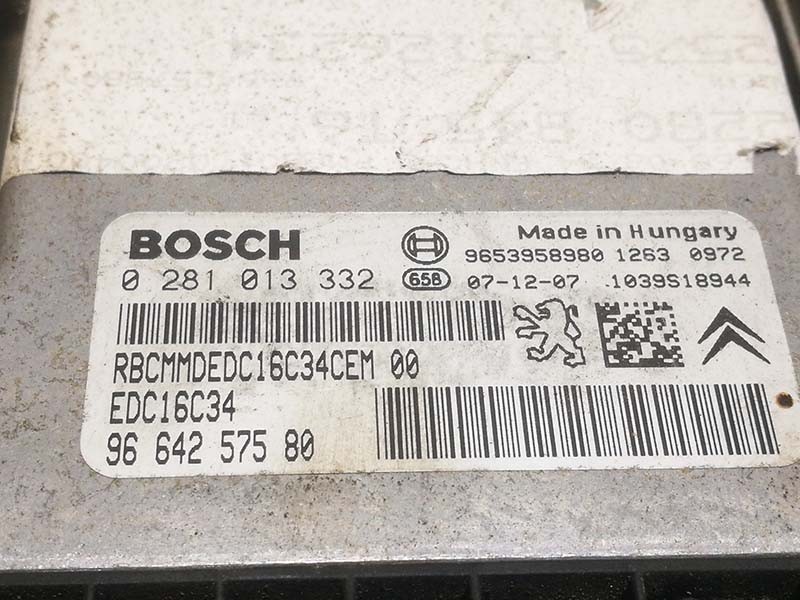 BOSCH
Made in Hungary
9653958980 1263 0972
0 281 013 332 658 07-12-07 .1039S18944
RBCMMDEDC16C34CEM 00
EDC16C34
96 642 575 80